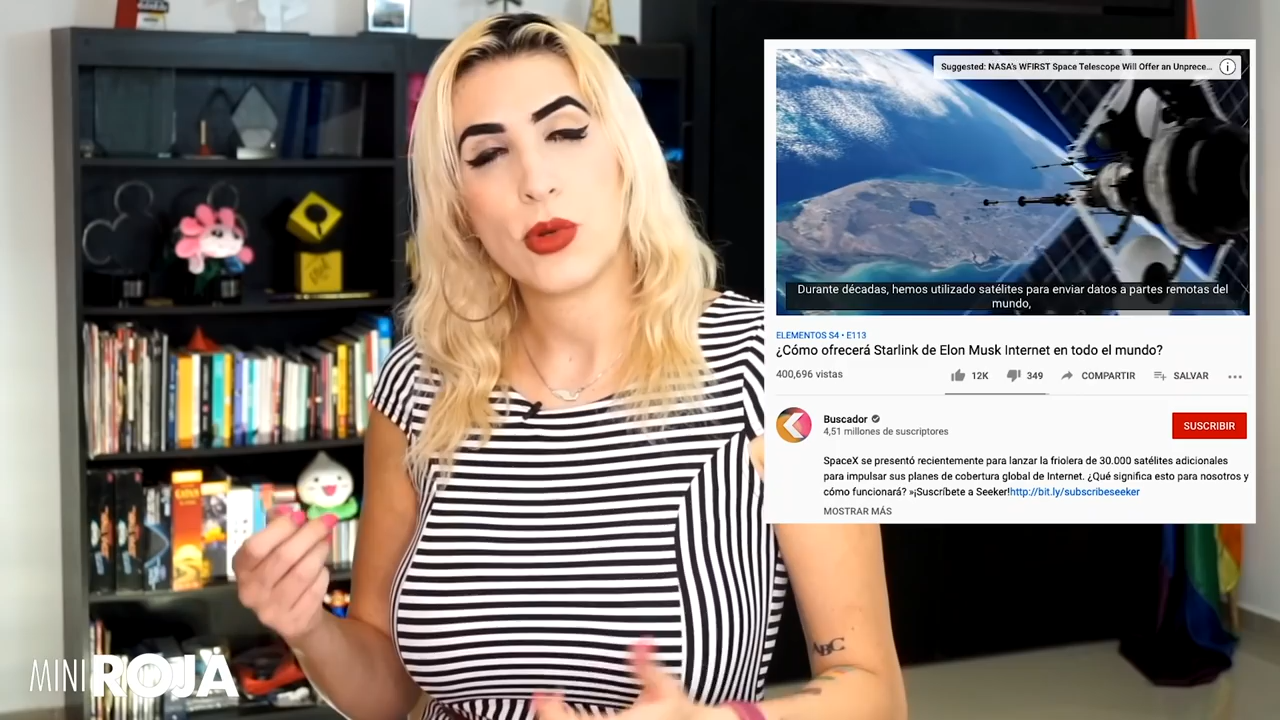 Suggested: NASA's WFIRST Space Telescope Will Offer an Unprece...
Durante décadas, hemos utilizado satélites para enviar datos a partes remotas del
mundo,
ELEMENTOS S4 • E113
¿Cómo ofrecerá Starlink de Elon Musk Internet en todo el mundo?
400,696 vistas
12K
349
COMPARTIR
SALVAR
Buscador
4,51 millones de suscriptores
SUSCRIBIR
SpaceX se presentó recientemente para lanzar la friolera de 30.000 satélites adicionales
para impulsar sus planes de cobertura global de Internet. ¿Qué significa esto para nosotros y
cómo funcionará? »¡Suscríbete a Seeker!http://bit.ly/subscribeseeker
MOSTRAR MÁS
ABC
MINI ROJA